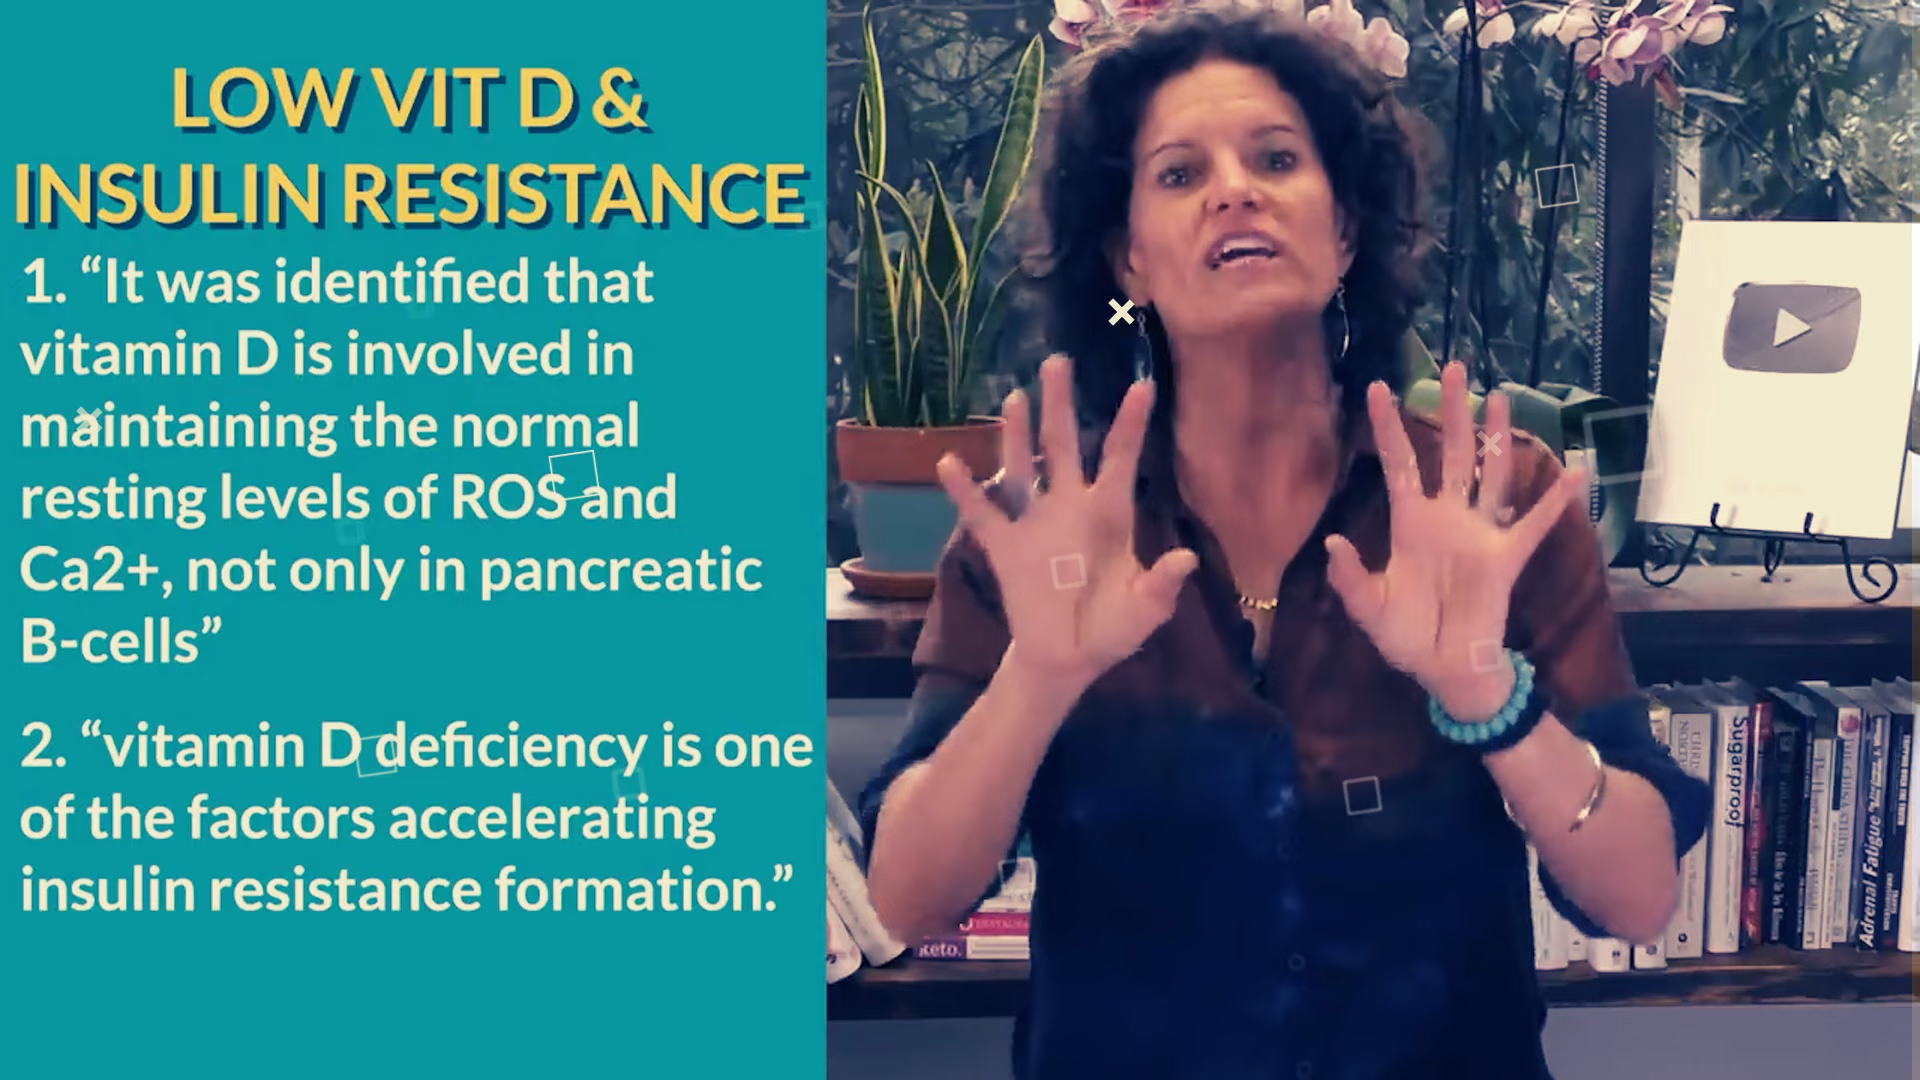 LOW VIT D &
INSULIN RESISTANCE
1. “It was identified that
vitamin D is involved in
maintaining the normal
resting levels of ROS and
Ca2+, not only in pancreatic
B-cells”
2. “vitamin D deficiency is one
of the factors accelerating
insulin resistance formation.”
keto.
Sugarproof
Adrenal Fatigue